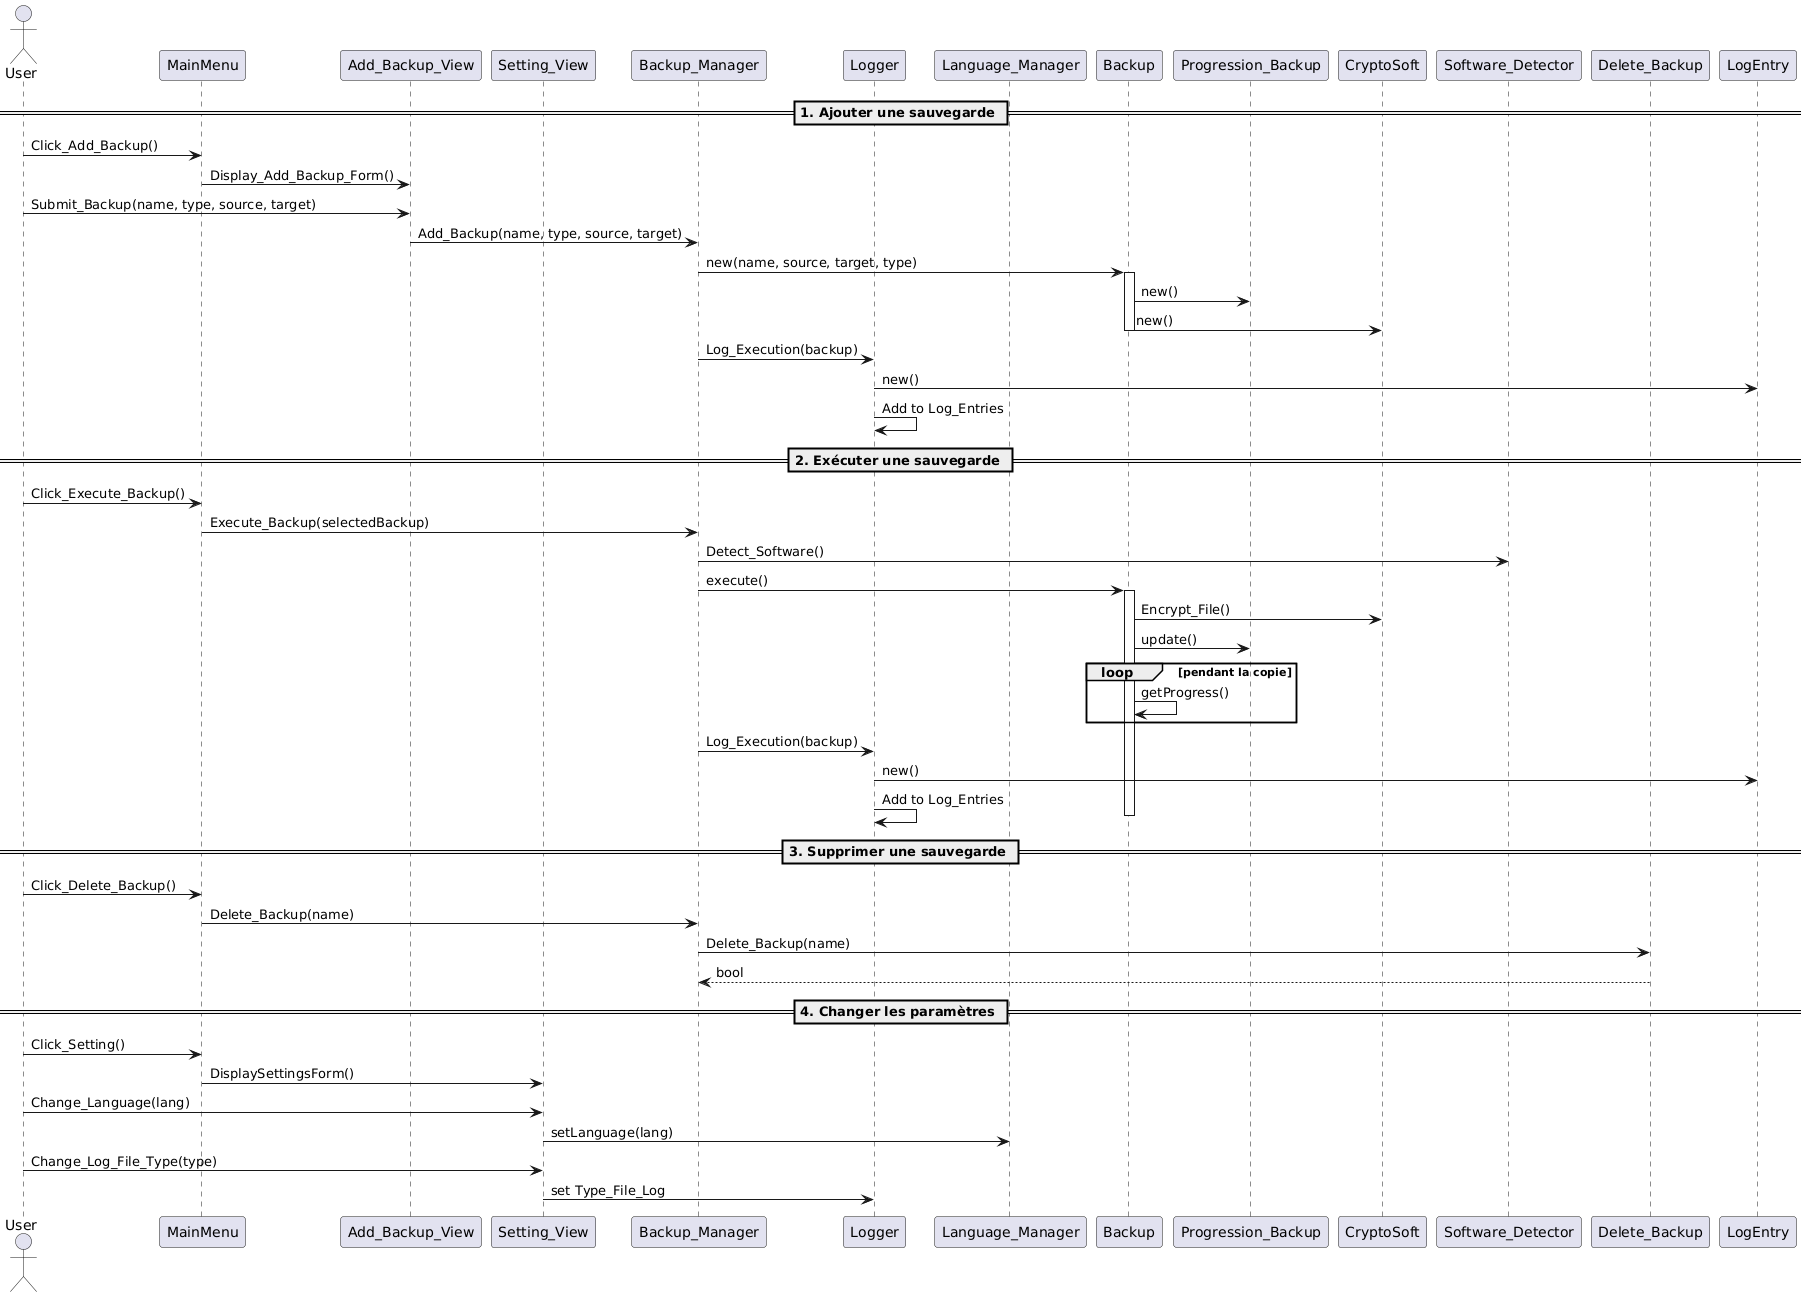 User
MainMenu
Add_Backup_View
Setting_View
Backup_Manager
Logger
Language_Manager
Backup
Progression_Backup
CryptoSoft
Software_Detector
Delete_Backup
LogEntry
1. Ajouter une sauvegarde
Click_Add_Backup()
Display_Add_Backup_Form()
Submit_Backup(name, type, source, target)
Add_Backup(name, type, source, target)
new(name, source, target, type)
new()
new()
Log_Execution(backup)
new()
Add to Log_Entries
2. Exécuter une sauvegarde
Click_Execute_Backup()
Execute_Backup(selectedBackup)
Detect_Software()
execute()
Encrypt_File()
update()
loop [pendant la copie]
getProgress()
Log_Execution(backup)
new()
Add to Log_Entries
3. Supprimer une sauvegarde
Click_Delete_Backup()
Delete_Backup(name)
Delete_Backup(name)
bool
4. Changer les paramètres
Click_Setting()
DisplaySettingsForm()
Change_Language(lang)
setLanguage(lang)
Change_Log_File_Type(type)
set Type_File_Log
User
MainMenu
Add_Backup_View
Setting_View
Backup_Manager
Logger
Language_Manager
Backup
Progression_Backup
CryptoSoft
Software_Detector
Delete_Backup
LogEntry